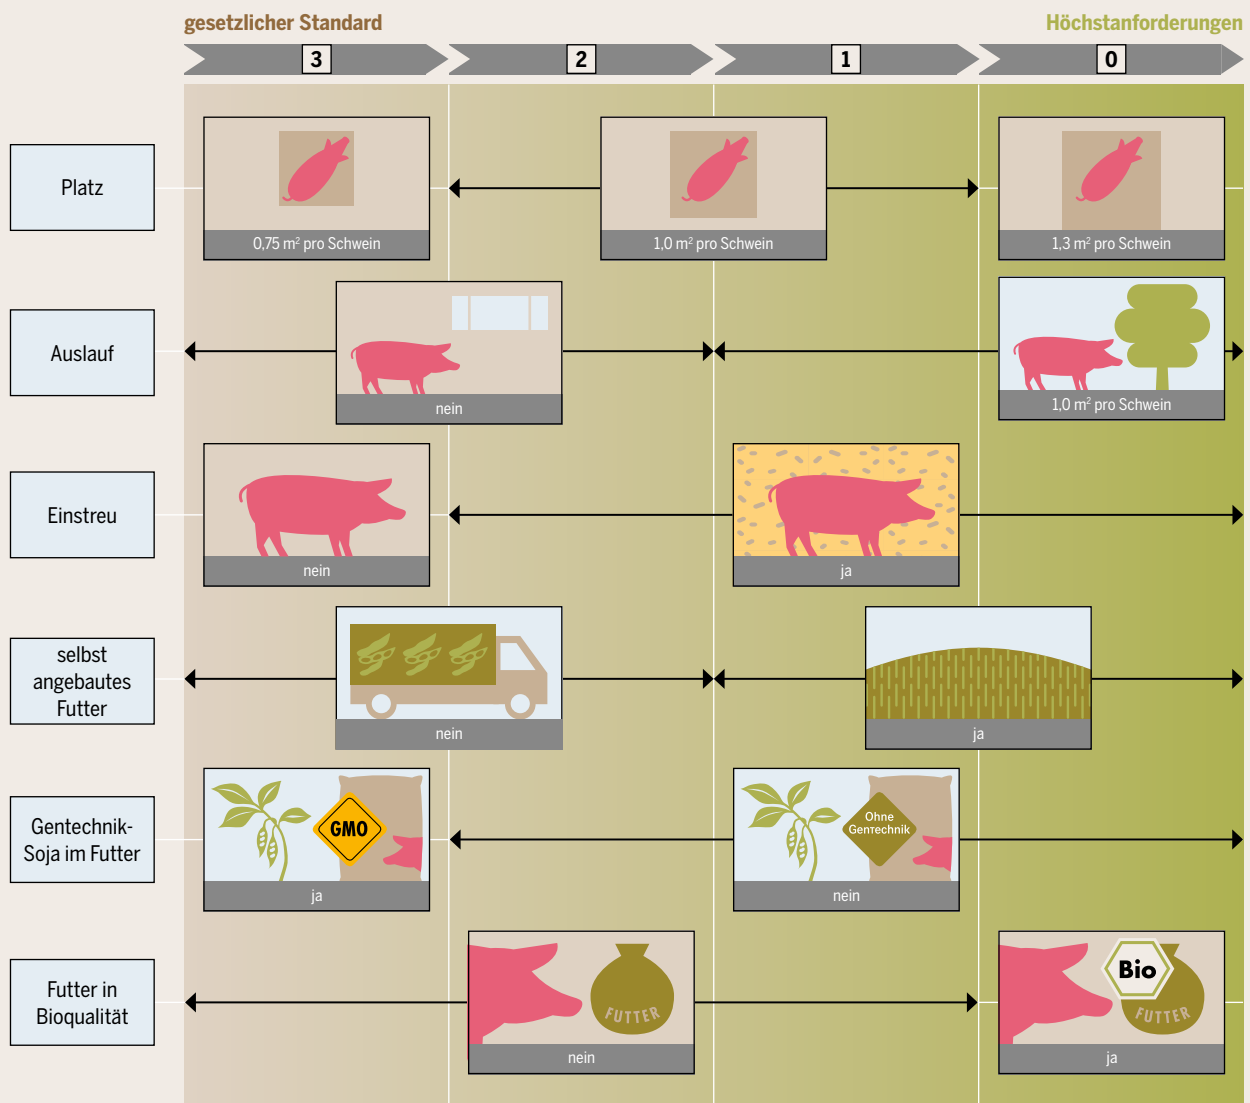 gesetzlicher Standard
Höchstanforderungen
3
2
1
0
Platz
0,75 m² pro Schwein
1,0 m² pro Schwein
1,3 m² pro Schwein
Auslauf
nein
1,0 m² pro Schwein
Einstreu
nein
ja
selbst
angebautes
Futter
nein
ja
Gentechnik-
Soja im Futter
GMO
ja
Ohne
Gentechnik
nein
Futter in
Bioqualität
FUTTER
nein
Bio
FUTTER
ja